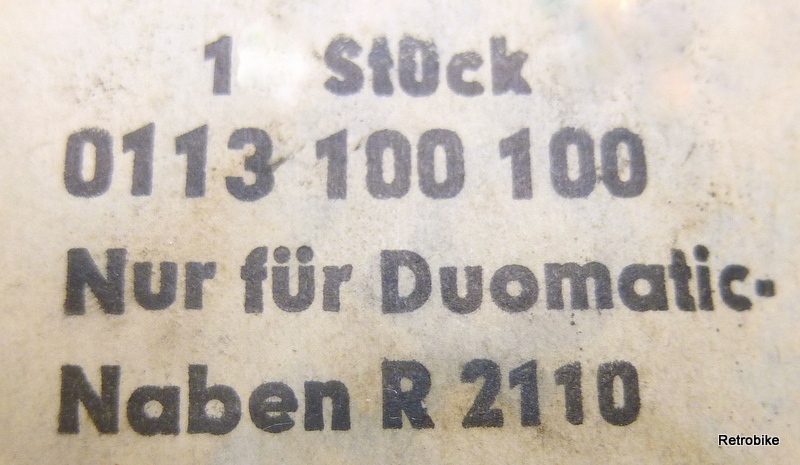 1 Stück
0113 100 100
Nur für Duomatic-
Naben R 2110
Retrobike